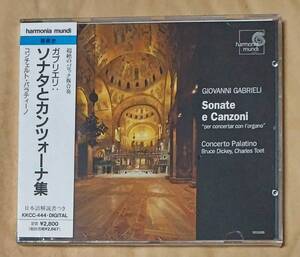 harmonia mundi
ガブリエリ:
ソナタとカンツォーナ集
コンチェルト・パラティーノ
日本語解説書つき
KKCC-444・DIGITAL
¥2,800
harmonia
mundi
GIOVANNI GABRIELI
Sonate
e Canzoni
"per concertar con l'organo"
Concerto Palatino
Bruce Dickey, Charles Toet